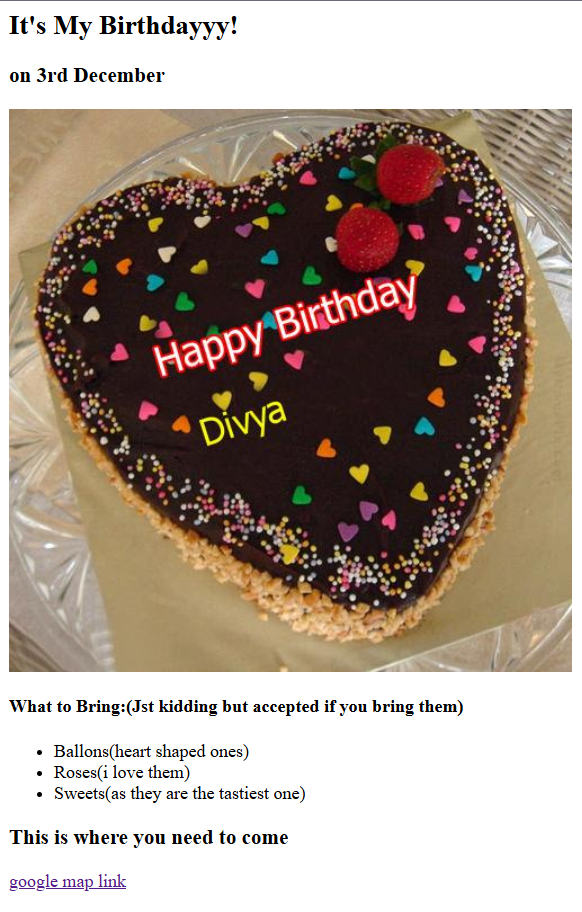 It's My Birthdayyy!
on 3rd December
Happy Birthday
Divya
What to Bring:(Jst kidding but accepted if you bring them)
Ballons(heart shaped ones)
Roses(i love them)
Sweets(as they are the tastiest one)
This is where you need to come
google map link